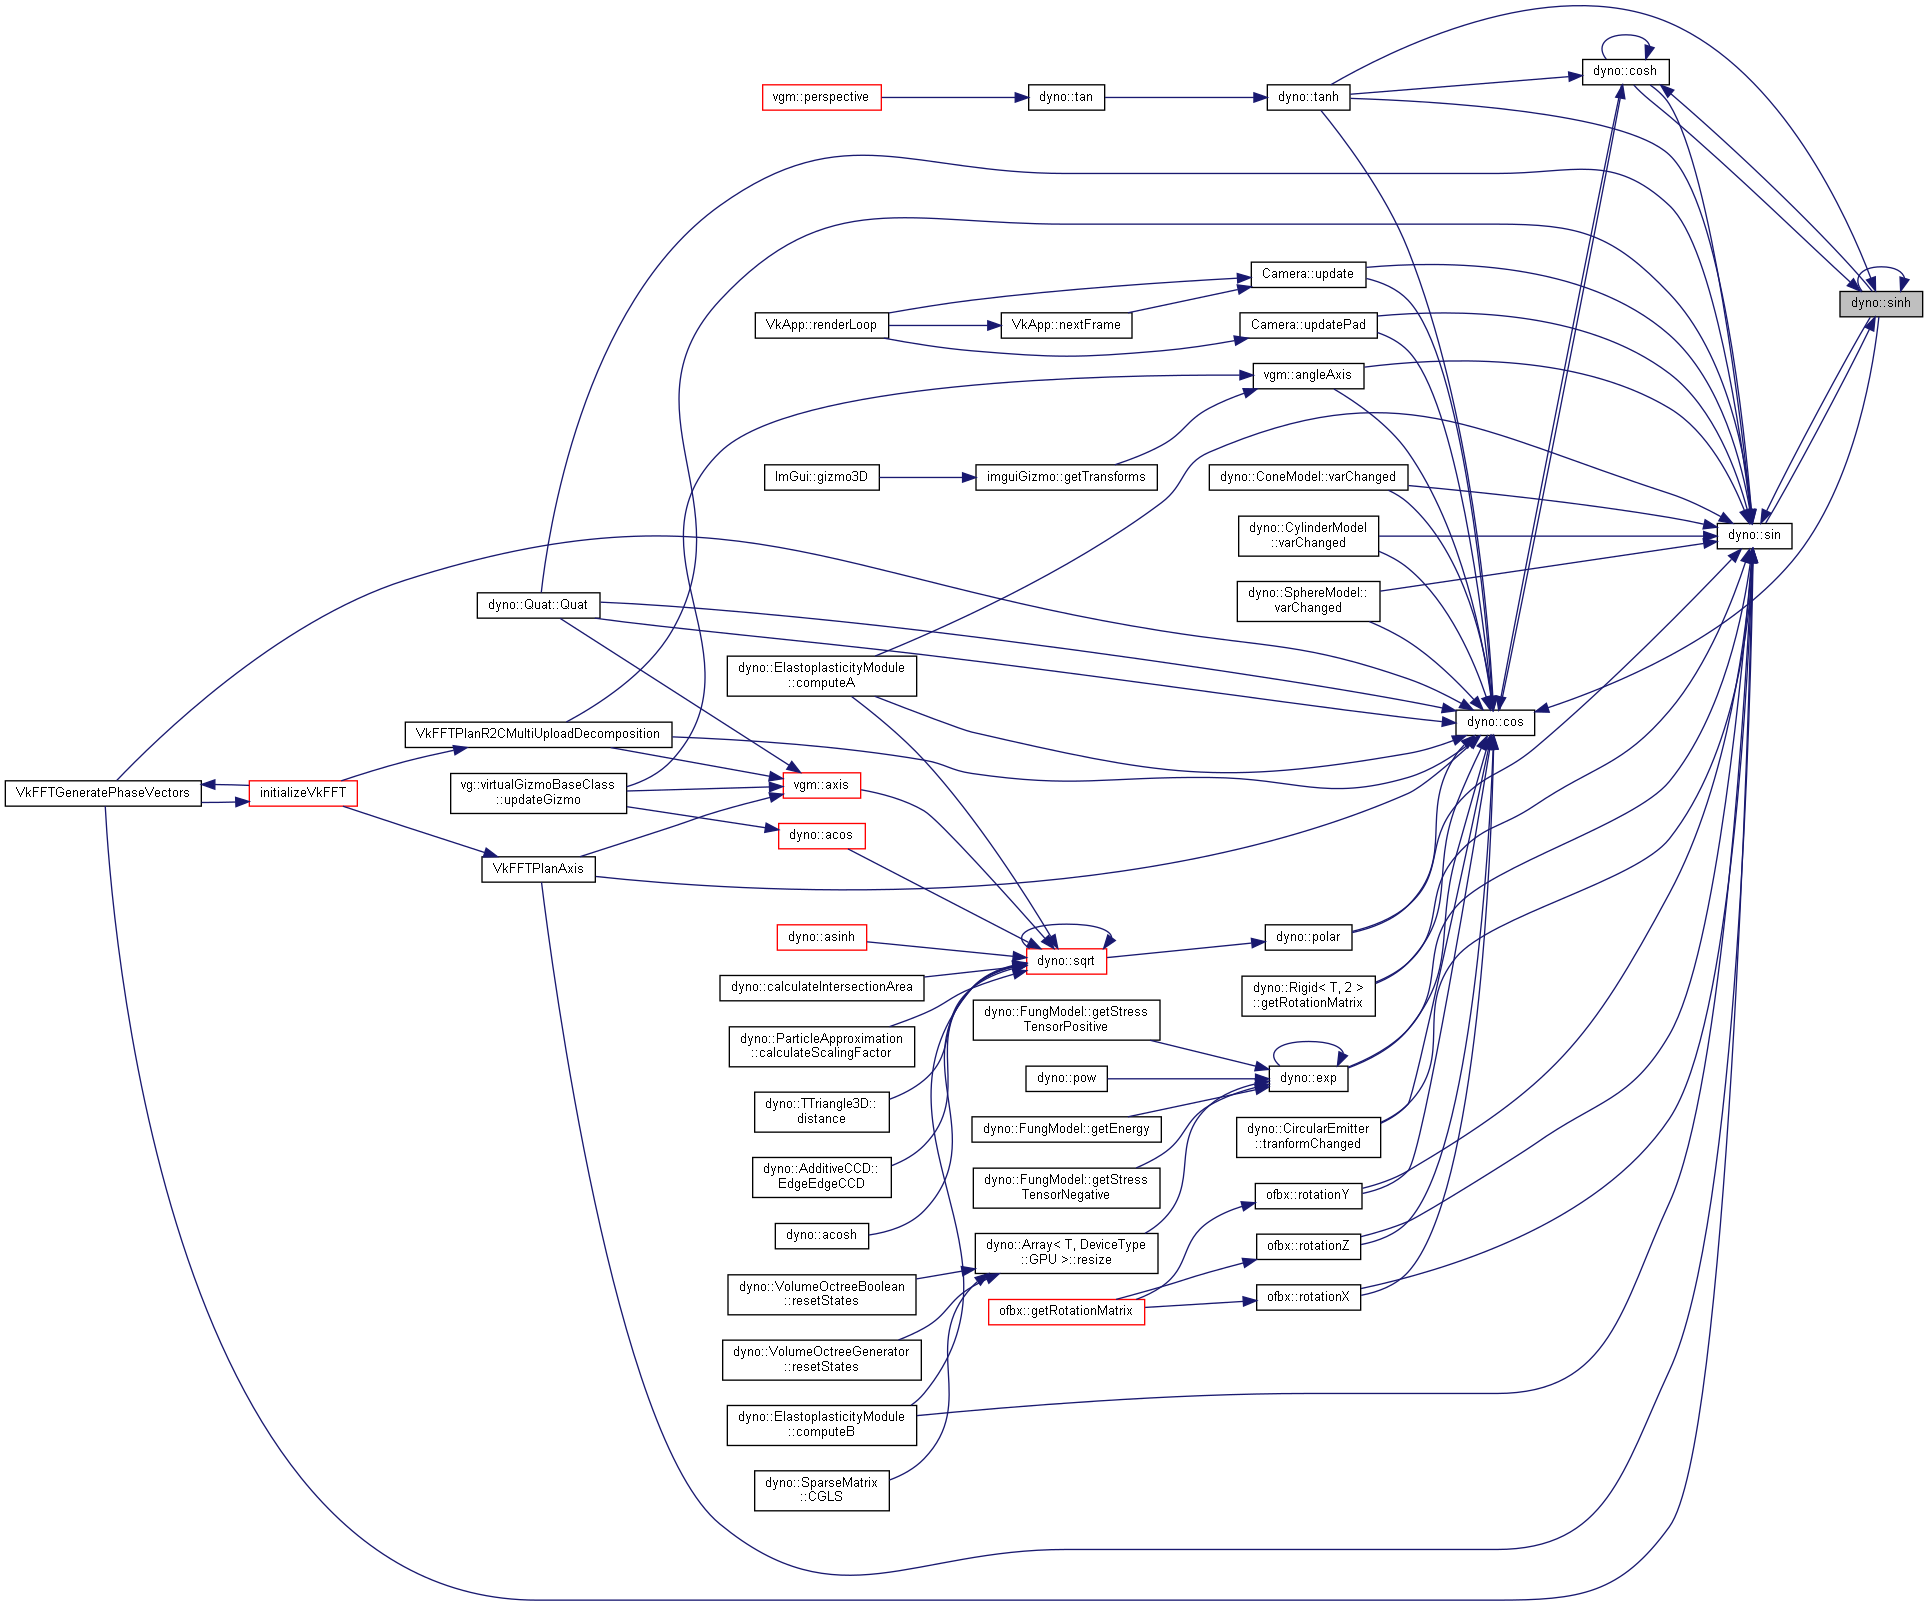 dyno::cosh
vgm::perspective
dyno::tan
dyno::tanh
Camera::update
dyno::sinh
VkApp::renderLoop
VkApp::nextFrame
Camera::updatePad
vgm::angleAxis
ImGui::gizmo3D
imguiGizmo::getTransforms
dyno::ConeModel::varChanged
dyno::CylinderModel
::varChanged
dyno::sin
dyno::SphereModel::
varChanged
dyno::Quat::Quat
dyno::ElastoplasticityModule
::computeA
dyno::cos
VkFFTPlanR2CMultiUploadDecomposition
VkFFTGeneratePhaseVectors
initializeVkFFT
vg::virtualGizmoBaseClass
::updateGizmo
vgm::axis
dyno::acos
VkFFTPlanAxis
dyno::asinh
dyno::sqrt
dyno::polar
dyno::calculateIntersectionArea
dyno::Rigid< T, 2 >
::getRotationMatrix
dyno::FungModel::getStress
TensorPositive
dyno::ParticleApproximation
::calculateScalingFactor
dyno::pow
dyno::exp
dyno::TTriangle3D::
distance
dyno::FungModel::getEnergy
dyno::CircularEmitter
::tranformChanged
dyno::AdditiveCCD::
EdgeEdgeCCD
dyno::FungModel::getStress
TensorNegative
ofbx::rotationY
dyno::acosh
dyno::Array< T, DeviceType
::GPU >::resize
ofbx::rotationZ
dyno::VolumeOctreeBoolean
::resetStates
ofbx::getRotationMatrix
ofbx::rotationX
dyno::VolumeOctreeGenerator
::resetStates
dyno::ElastoplasticityModule
::computeB
dyno::SparseMatrix
::CGLS